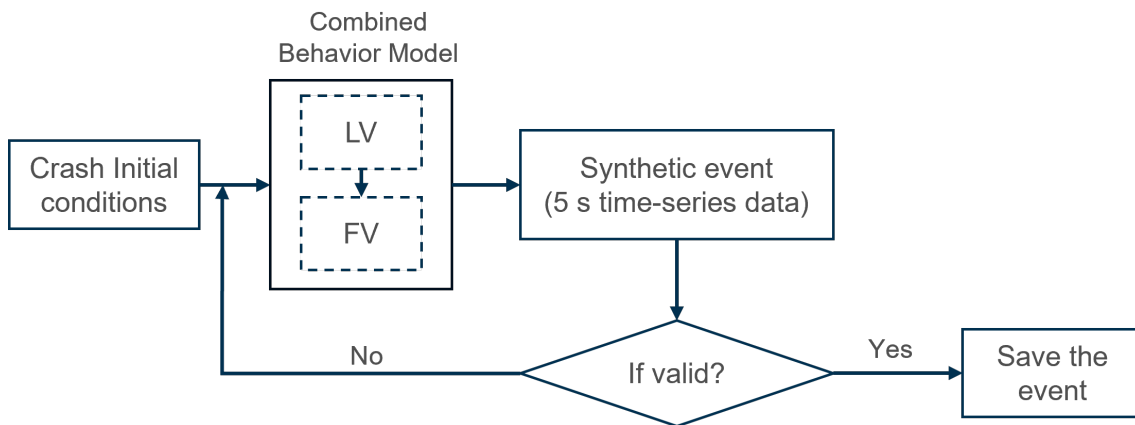 Combined
Behavior Model
LV
FV
Crash Initial
conditions
Synthetic event
(5 s time-series data)
No
If valid?
Yes
Save the
event